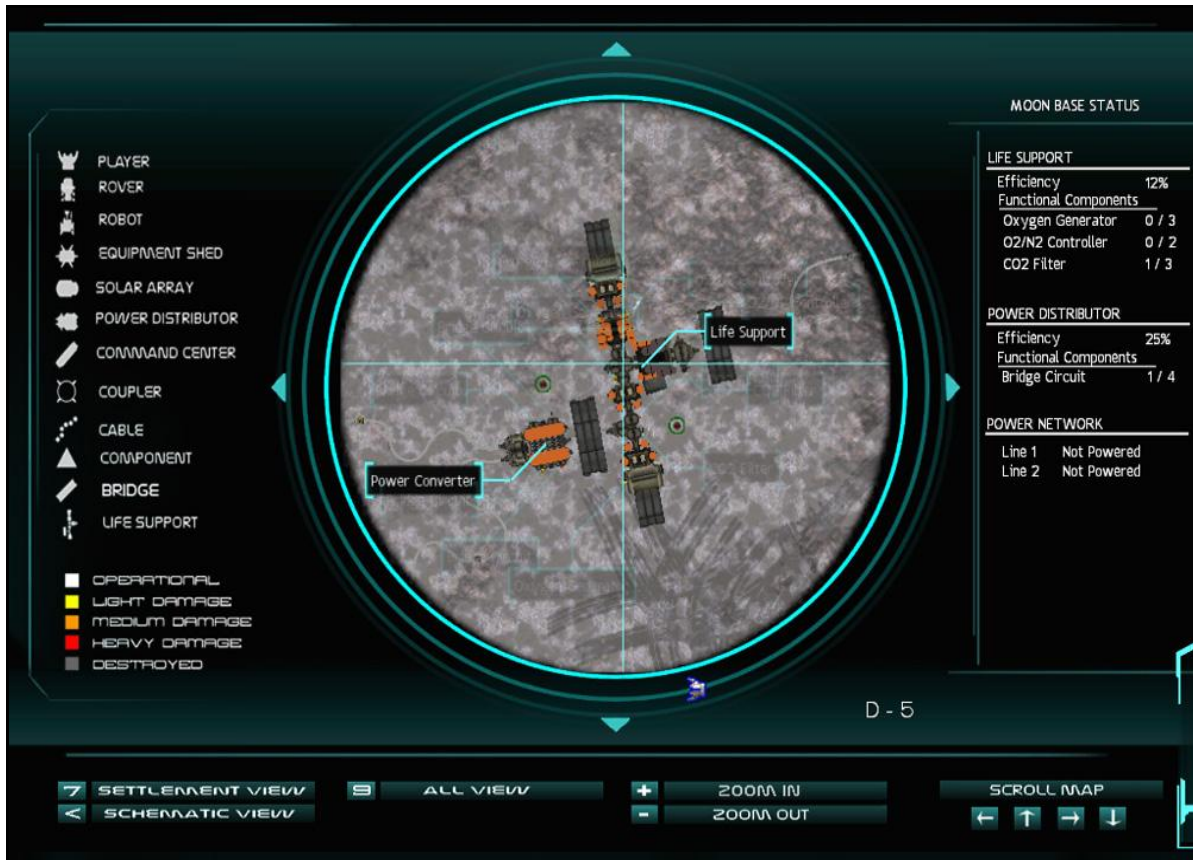 PLAYER
ROVER
ROBOT
EQUIPMENT SHED
SOLAR ARRAY
POWER DISTRIBUTOR
COMMAND CENTER
COUPLER
CABLE
COMPONENT
BRIDGE
LIFE SUPPORT
OPERATIONAL
LIGHT DAMAGE
MEDIUM DAMAGE
HEAVY DAMAGE
DESTROYED
Life Support
Power Converter
D - 5
MOON BASE STATUS
LIFE SUPPORT
Efficiency 12%
Functional Components
Oxygen Generator 0 / 3
O2/N2 Controller 0 / 2
CO2 Filter 1 / 3
POWER DISTRIBUTOR
Efficiency 25%
Functional Components
Bridge Circuit 1 / 4
POWER NETWORK
Line 1 Not Powered
Line 2 Not Powered
7 SETTLEMENT VIEW
< SCHEMATIC VIEW
9 ALL VIEW
+ ZOOM IN
- ZOOM OUT
SCROLL MAP
← ↑ → ↓